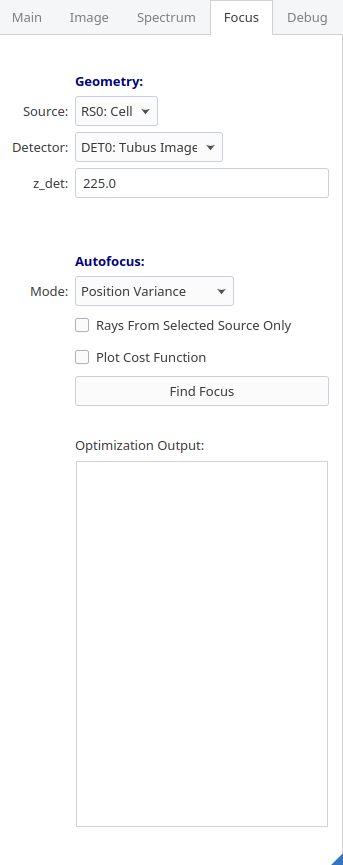 Main Image Spectrum Focus Debug
Geometry:
Source: RS0: Cell
Detector: DET0: Tubus Image
z_det: 225.0
Autofocus:
Mode: Position Variance
Rays From Selected Source Only
Plot Cost Function
Find Focus
Optimization Output: